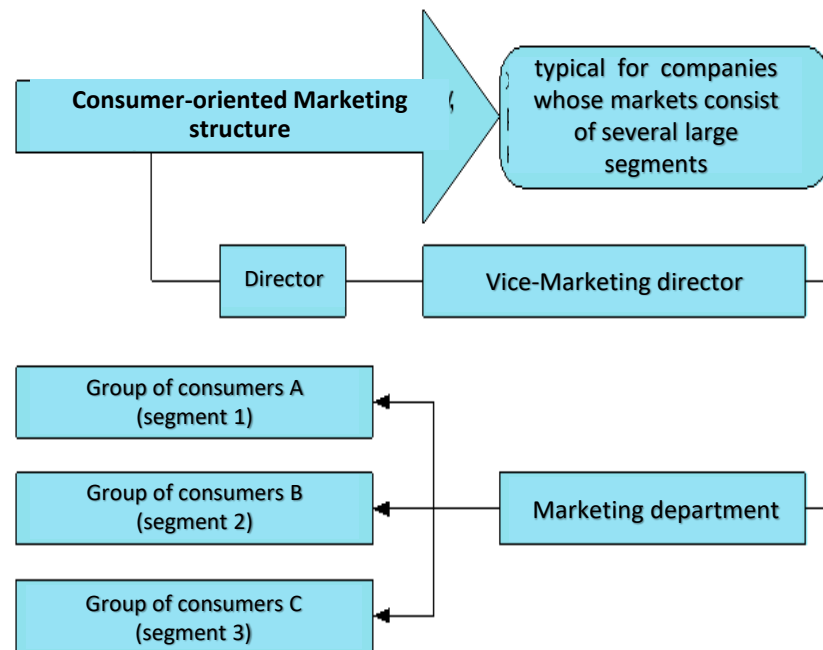 Consumer-oriented Marketing
structure
typical for companies
whose markets consist
of several large
segments
Director
Vice-Marketing director
Group of consumers A
(segment 1)
Group of consumers B
(segment 2)
Marketing department
Group of consumers C
(segment 3)